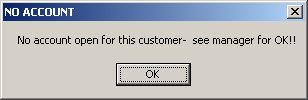 NO ACCOUNT
No account open for this customer-  see manager for OK!!
OK